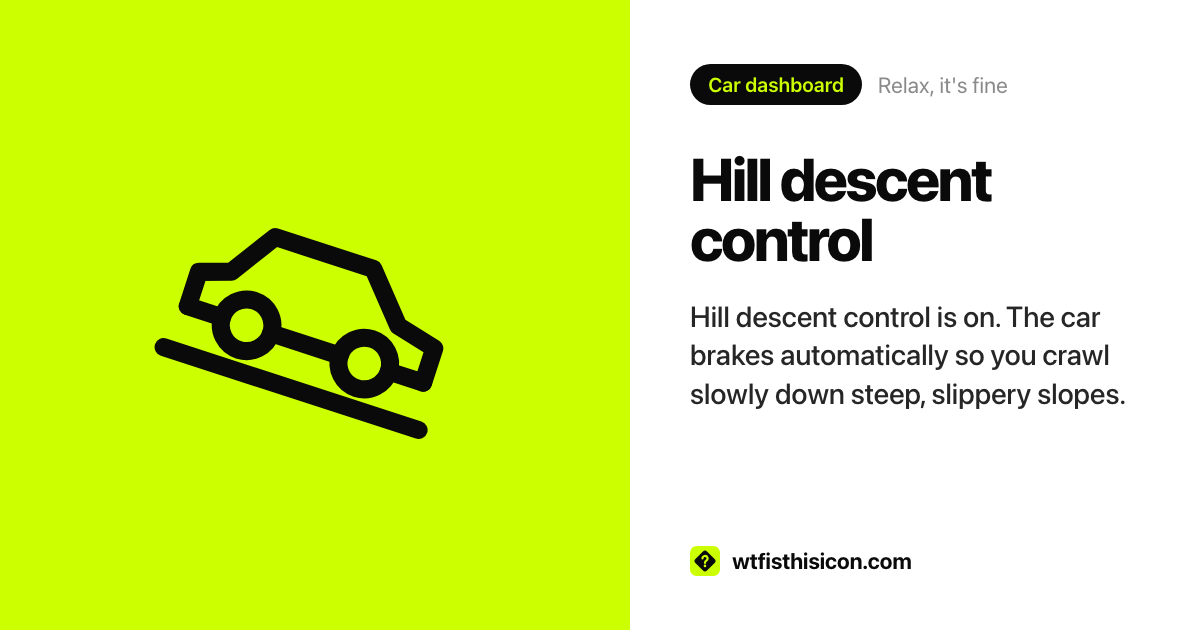 Car dashboard Relax, it's fine
Hill descent
control
Hill descent control is on. The car
brakes automatically so you crawl
slowly down steep, slippery slopes.
? wtfisthisicon.com